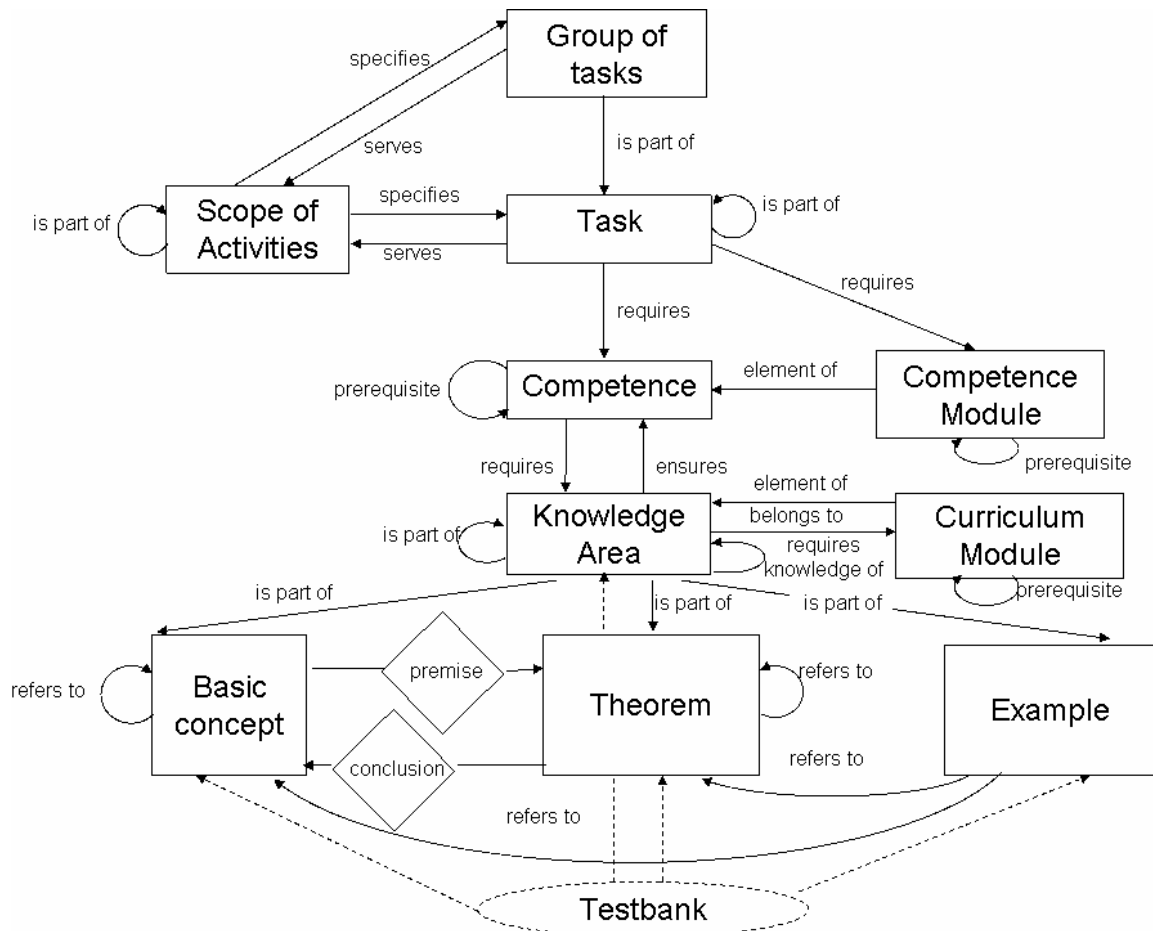 Group of
tasks
specifies
serves
is part of
is part of
Scope of
Activities
specifies
serves
Task
is part of
requires
requires
prerequisite
Competence
element of
Competence
Module
prerequisite
requires
ensures
is part of
Knowledge
Area
element of
belongs to
requires
knowledge of
Curriculum
Module
prerequisite
is part of
is part of
is part of
refers to
Basic
concept
premise
conclusion
Theorem
refers to
Example
refers to
refers to
Testbank